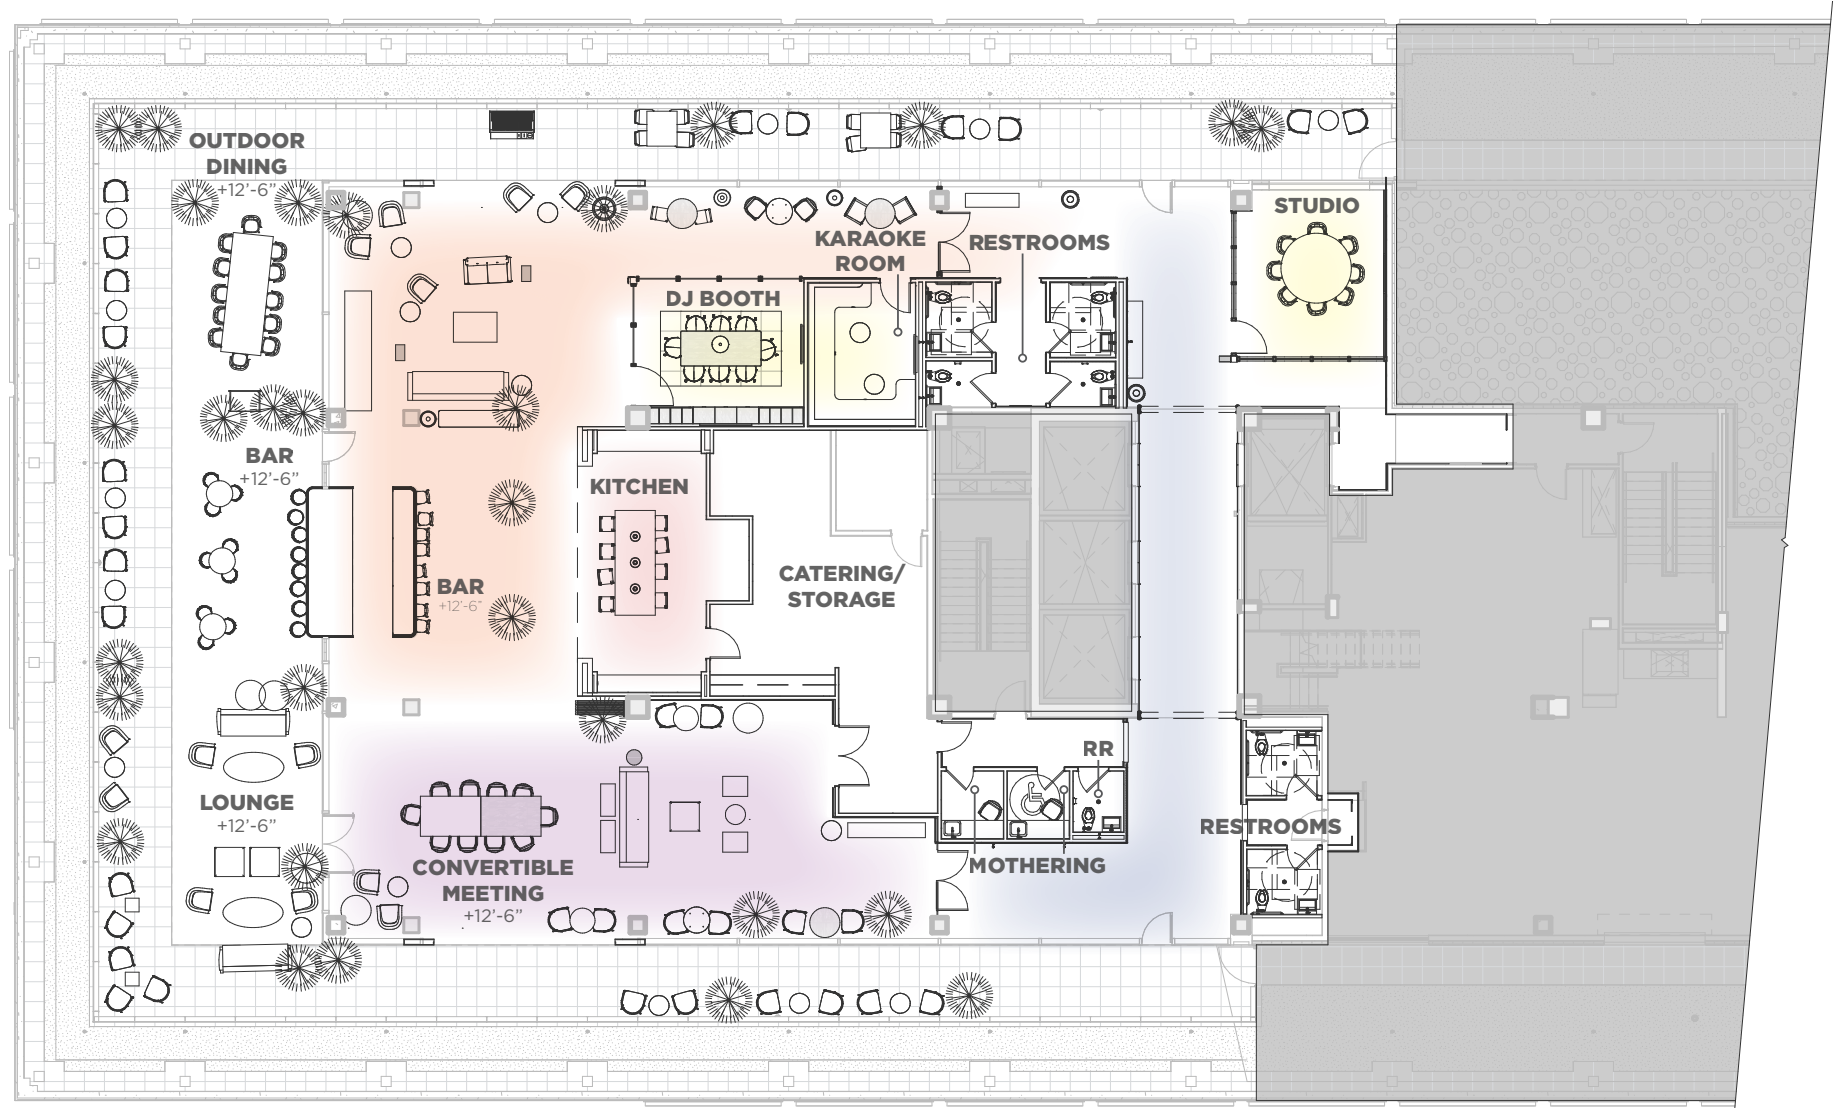 OUTDOOR
DINING
+12'-6"
STUDIO
KARAOKE
ROOM
RESTROOMS
DJ BOOTH
BAR
+12'-6"
KITCHEN
BAR
+12'-6"
CATERING/
STORAGE
RR
LOUNGE
+12'-6"
RESTROOMS
CONVERTIBLE
MEETING
+12'-6"
MOTHERING